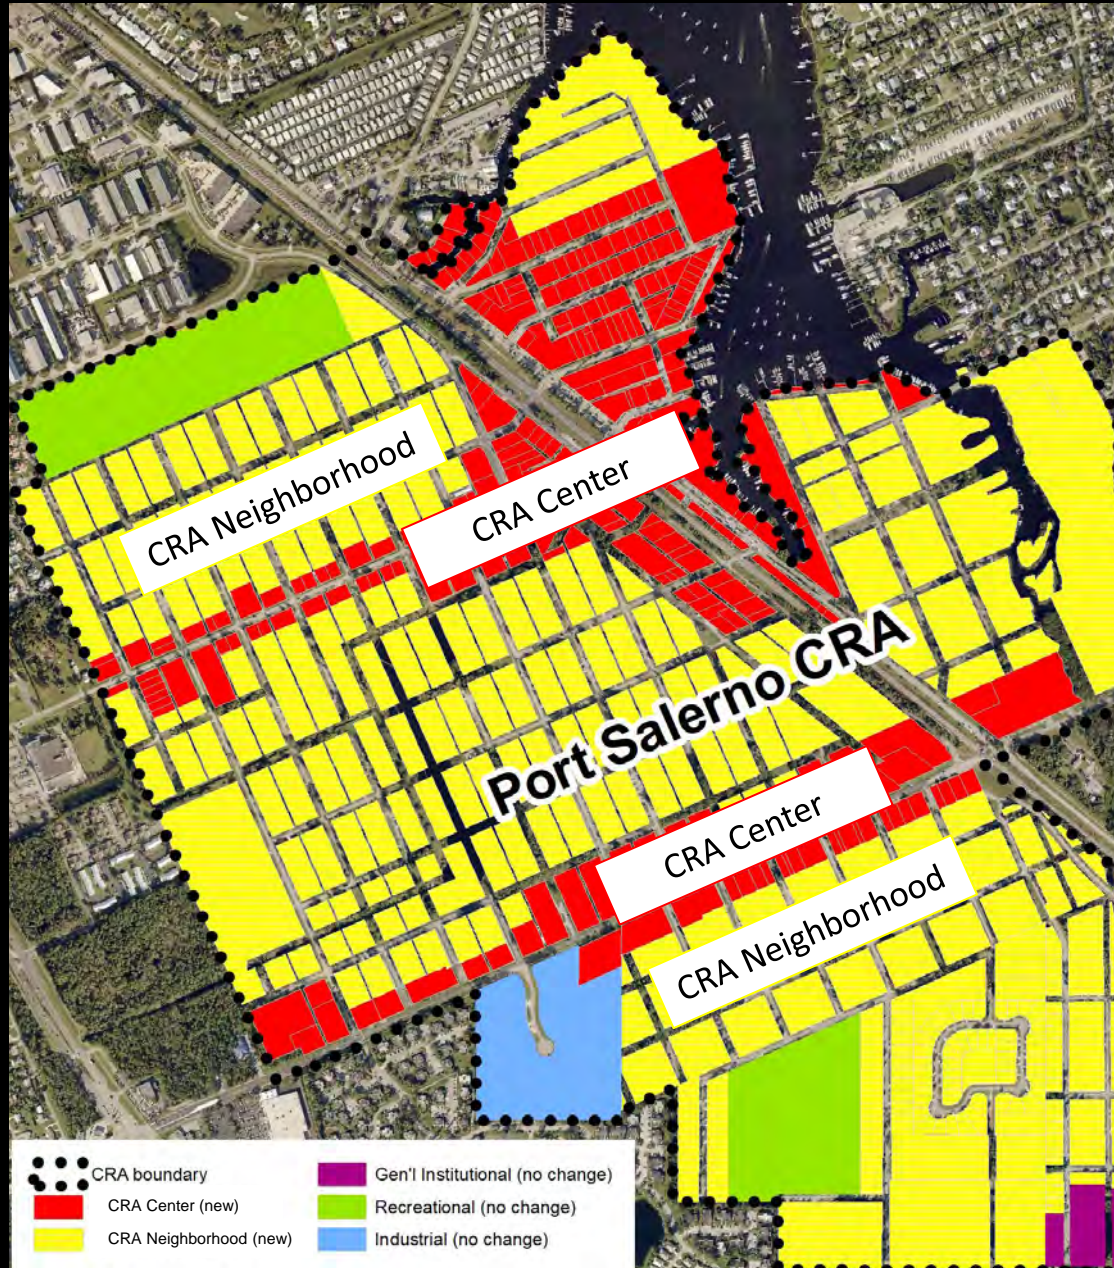 CRA Neighborhood
CRA Center
Port Salerno CRA
CRA Center
CRA Neighborhood
CRA boundary
CRA Center (new)
CRA Neighborhood (new)
Gen'l Institutional (no change)
Recreational (no change)
Industrial (no change)